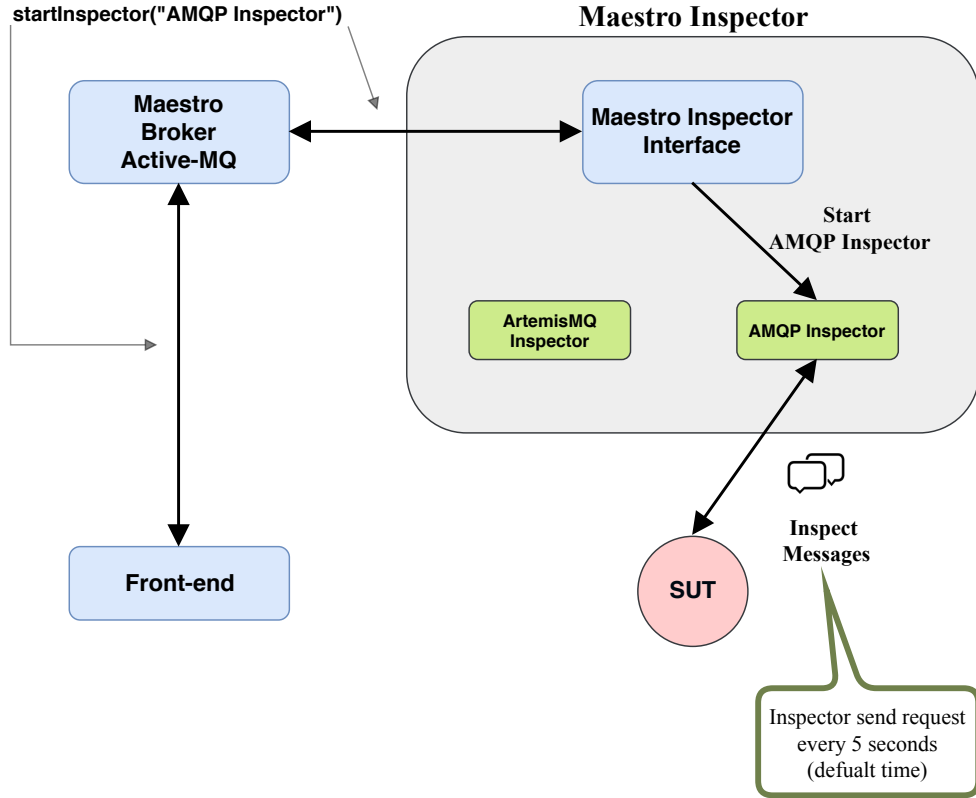 startInspector("AMQP Inspector")
Maestro Inspector
Maestro
Broker
Active-MQ
Maestro Inspector
Interface
Start
AMQP Inspector
ArtemisMQ
Inspector
AMQP Inspector
Inspect
Messages
Front-end
SUT
Inspector send request
every 5 seconds
(defualt time)